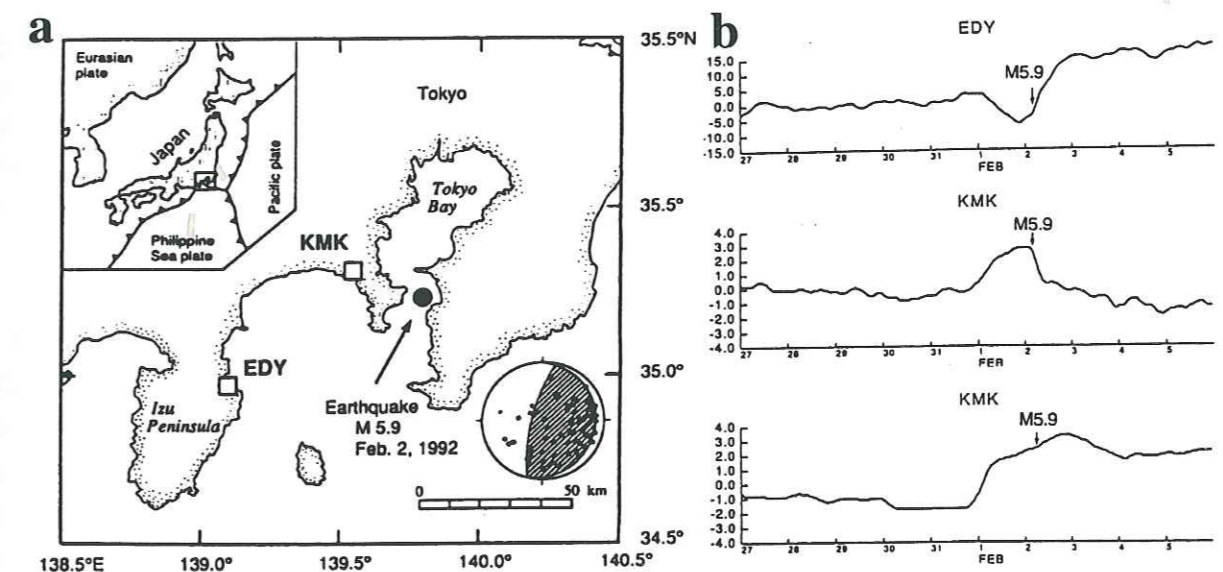 a
Eurasian
plate
Japan
Pacific plate
Philippine
Sea plate
Tokyo
Tokyo
Bay
KMK
EDY
Izu
Peninsula
Earthquake
M 5.9
Feb. 2, 1992
0 50 km
35.5°N
35.5°
35.0°
34.5°
138.5°E 139.0° 139.5° 140.0° 140.5°
b
EDY
M5.9
15.0
10.0
5.0
0.0
-5.0
-10.0
-15.0
27 28 29 30 31 1 2 3 4 5
FEB
KMK
M5.9
4.0
3.0
2.0
1.0
0.0
-1.0
-2.0
-3.0
-4.0
27 28 29 30 31 1 2 3 4 5
FEB
KMK
M5.9
4.0
3.0
2.0
1.0
0.0
-1.0
-2.0
-3.0
-4.0
27 28 29 30 31 1 2 3 4 5
FEB